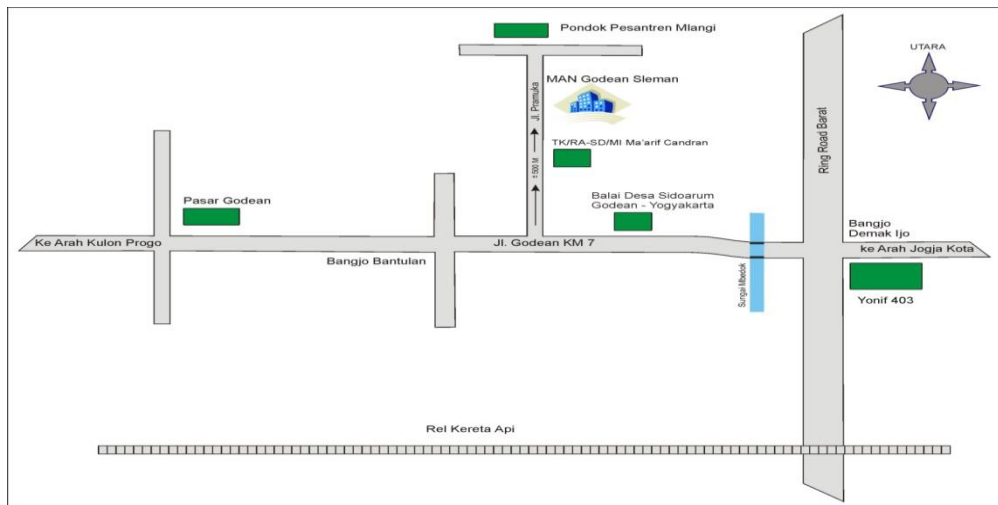 Pondok Pesantren Mlangi
UTARA
MAN Godean Sleman
Jl. Pramuka
± 500 M
TK/RA-SD/MI Ma'arif Candran
Ring Road Barat
Pasar Godean
Balai Desa Sidoarum
Godean - Yogyakarta
Bangjo
Demak Ijo
Ke Arah Kulon Progo
Jl. Godean KM 7
ke Arah Jogja Kota
Bangjo Bantulan
Sungai Mbedok
Yonif 403
Rel Kereta Api